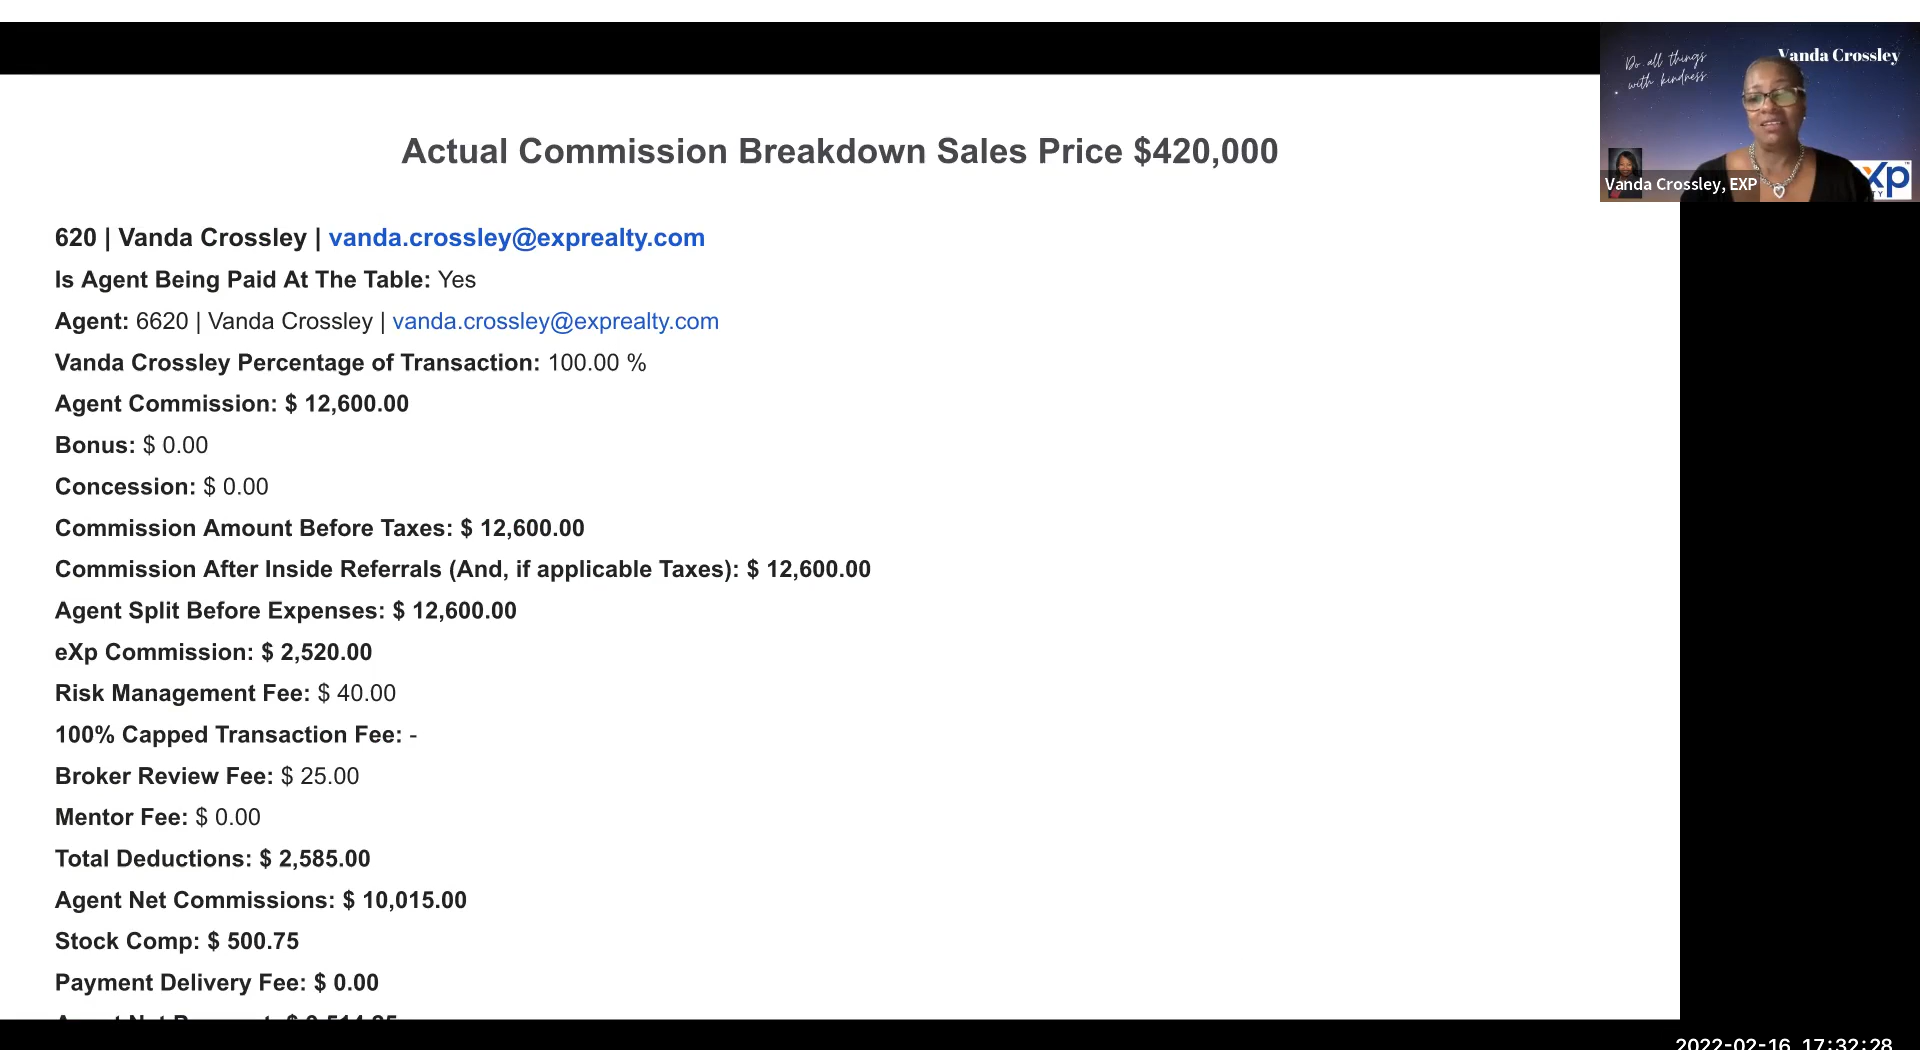 Do all things
with kindness
Vanda Crossley
Vanda Crossley, EXP
xp
TY
Actual Commission Breakdown Sales Price $420,000
620 | Vanda Crossley | vanda.crossley@exprealty.com
Is Agent Being Paid At The Table: Yes
Agent: 6620 | Vanda Crossley | vanda.crossley@exprealty.com
Vanda Crossley Percentage of Transaction: 100.00 %
Agent Commission: $ 12,600.00
Bonus: $ 0.00
Concession: $ 0.00
Commission Amount Before Taxes: $ 12,600.00
Commission After Inside Referrals (And, if applicable Taxes): $ 12,600.00
Agent Split Before Expenses: $ 12,600.00
eXp Commission: $ 2,520.00
Risk Management Fee: $ 40.00
100% Capped Transaction Fee: -
Broker Review Fee: $ 25.00
Mentor Fee: $ 0.00
Total Deductions: $ 2,585.00
Agent Net Commissions: $ 10,015.00
Stock Comp: $ 500.75
Payment Delivery Fee: $ 0.00
2022-02-16 17:32:28